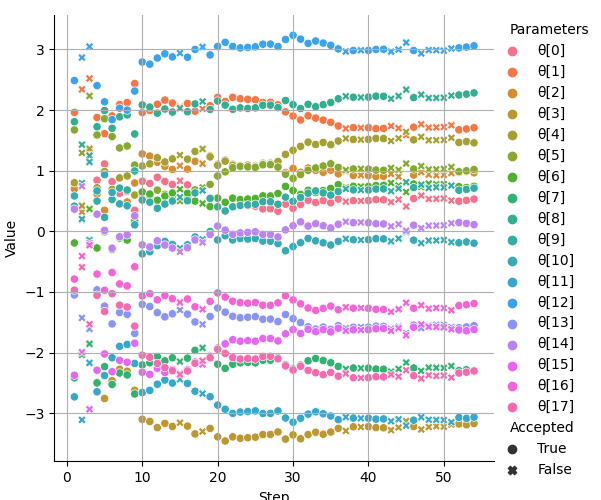 Parameters
θ[0]
θ[1]
θ[2]
θ[3]
θ[4]
θ[5]
θ[6]
θ[7]
θ[8]
θ[9]
θ[10]
θ[11]
θ[12]
θ[13]
θ[14]
θ[15]
θ[16]
θ[17]
Accepted
True
False
Value
3
2
1
0
−1
−2
−3
0 10 20 30 40 50
Step